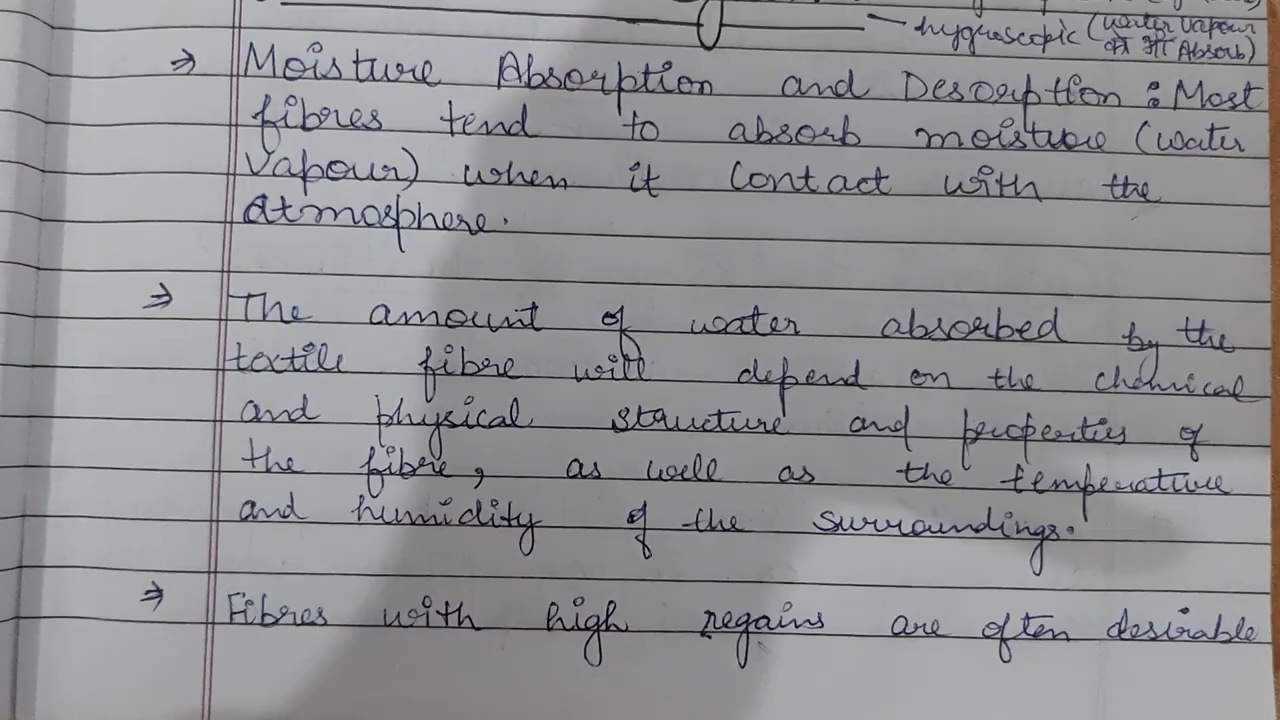 hygroscopic (water vapour
को भी Absorb)
⇒ Moisture Absorption and Desorption : Most
fibres tend to absorb moisture (water
vapour) when it contact with the
atmosphere.
⇒ The amount of water absorbed by the
textile fibre will depend on the chemical
and physical structure and properties of
the fibre, as well as the temperature
and humidity of the surroundings.
⇒ Fibres with high regains are often desirable